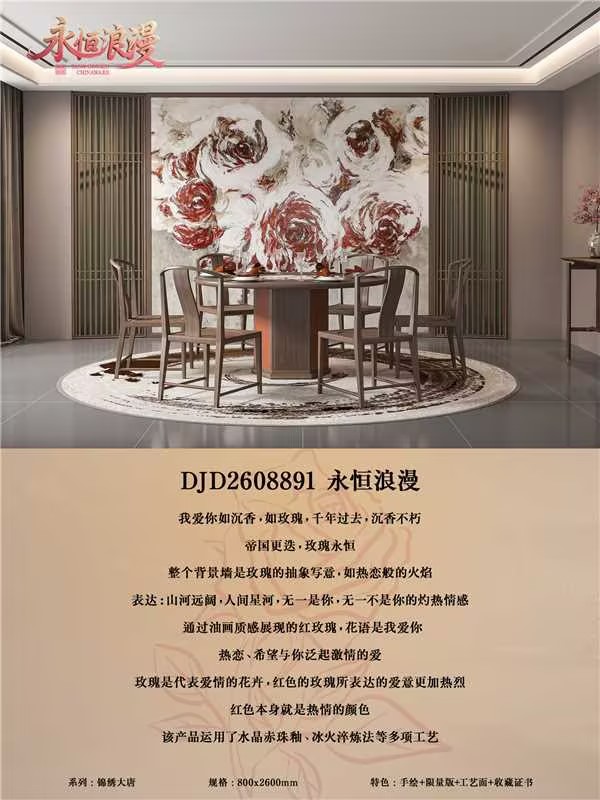 永恒浪漫
DJD2608891 永恒浪漫
我爱你如沉香，如玫瑰，千年过去，沉香不朽
帝国更迭，玫瑰永恒
整个背景墙是玫瑰的抽象写意，如热恋般的火焰
表达：山河远阔，人间星河，无一是你，无一不是你的灼热情感
通过油画质感展现的红玫瑰，花语是我爱你
热恋、希望与你泛起激情的爱
玫瑰是代表爱情的花卉，红色的玫瑰所表达的爱意更加热烈
红色本身就是热情的颜色
该产品运用了水晶赤珠釉、冰火淬炼法等多项工艺
系列：锦绣大唐 规格：800x2600mm 特色：手绘+限量版+工艺面+收藏证书